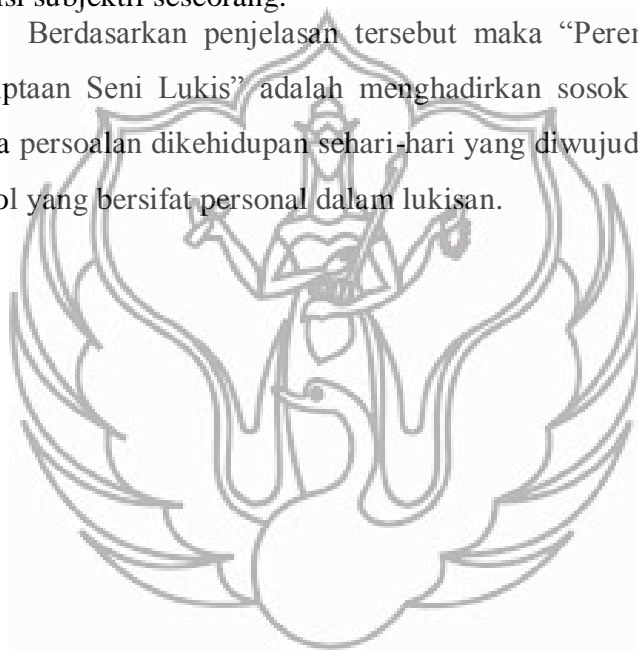 si subjektif seseorang.
Berdasarkan penjelasan tersebut maka “Peren
ptaan Seni Lukis” adalah menghadirkan sosok
a persoalan dikehidupan sehari-hari yang diwujud
ol yang bersifat personal dalam lukisan.